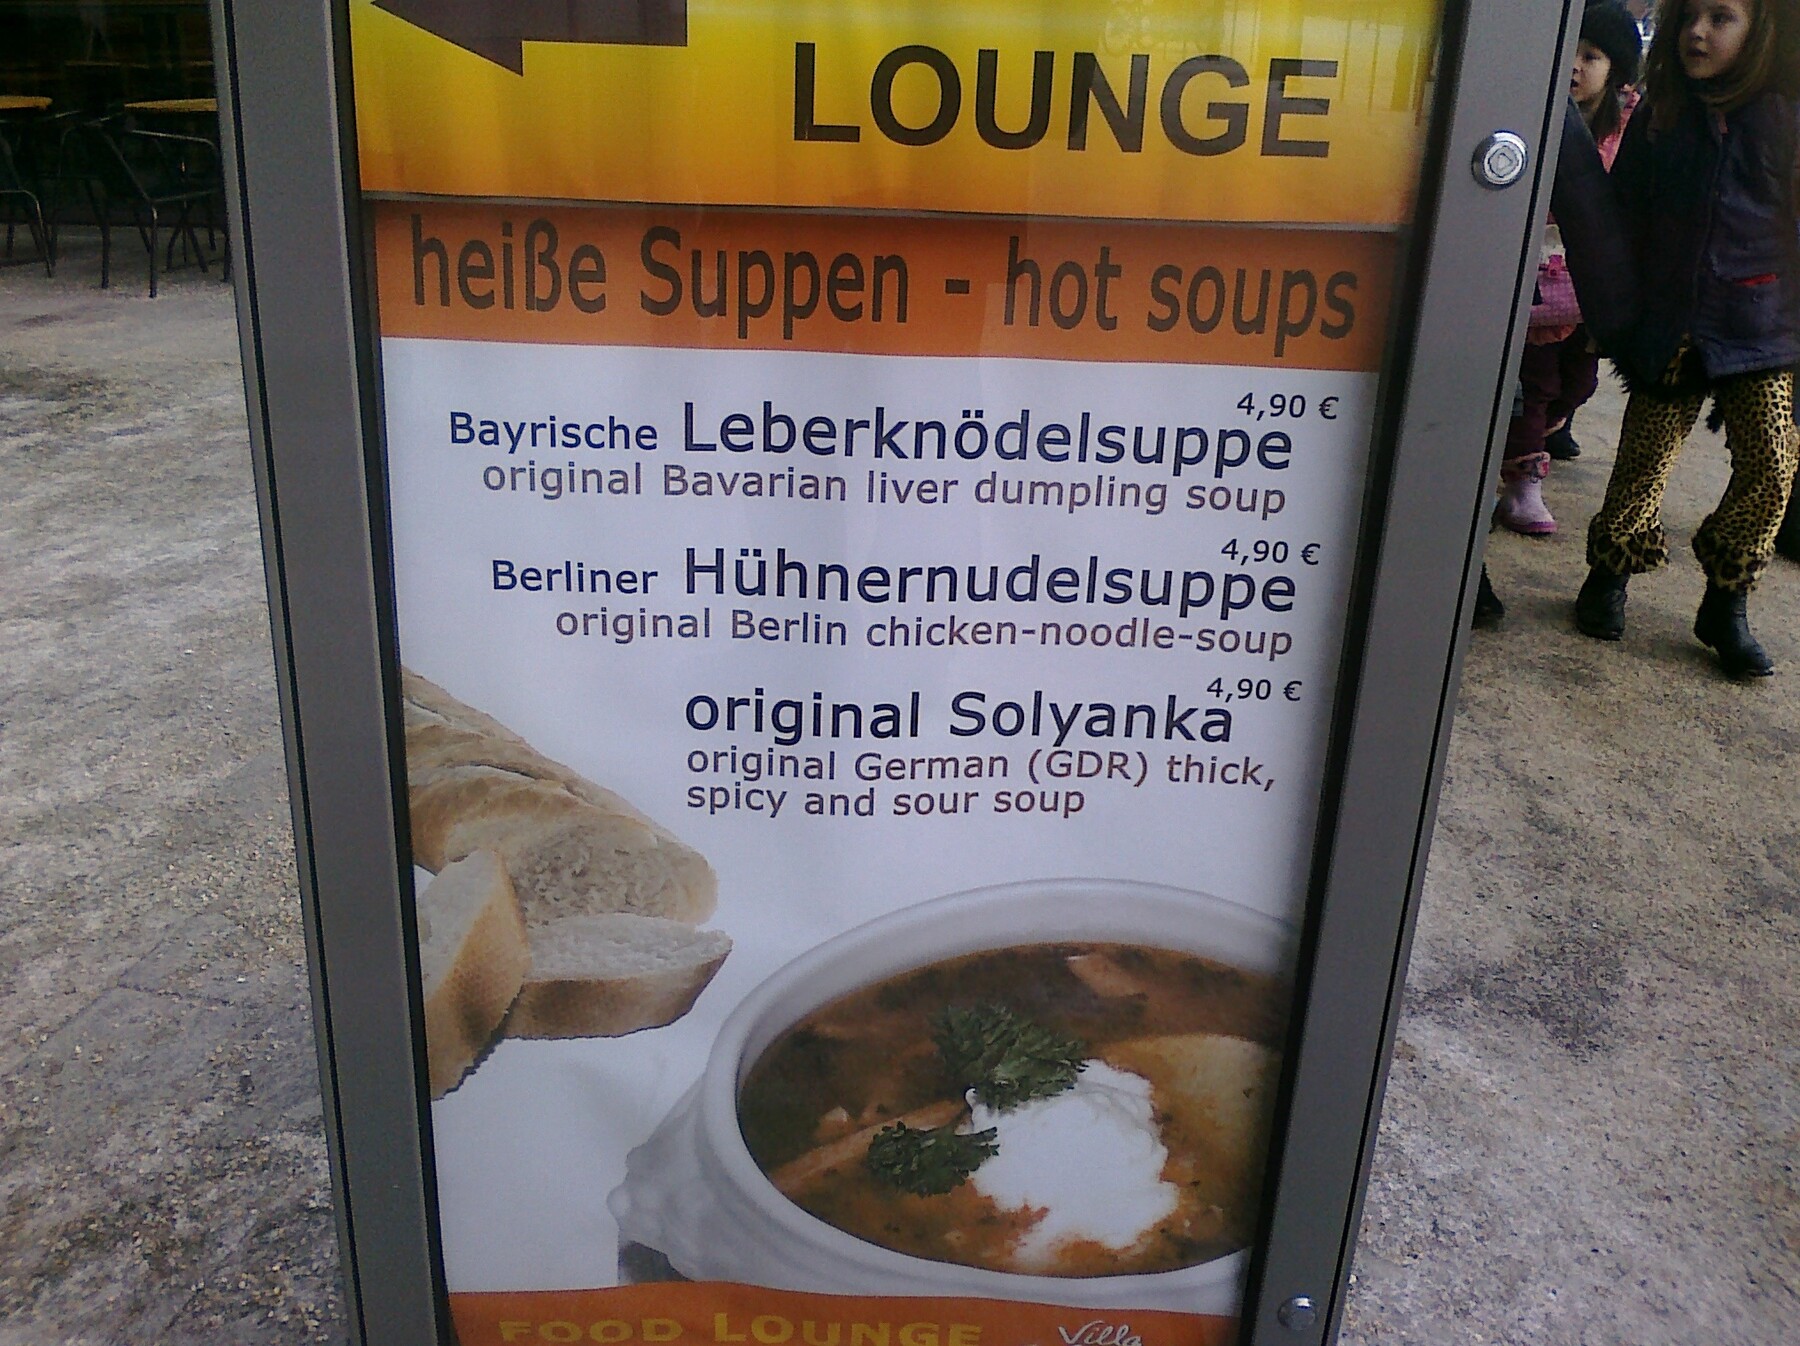 LOUNGE
heiße Suppen - hot soups
4,90 €
Bayrische Leberknödelsuppe
original Bavarian liver dumpling soup
4,90 €
Berliner Hühnernudelsuppe
original Berlin chicken-noodle-soup
4,90 €
original Solyanka
original German (GDR) thick,
spicy and sour soup
FOOD LOUNGE Villa